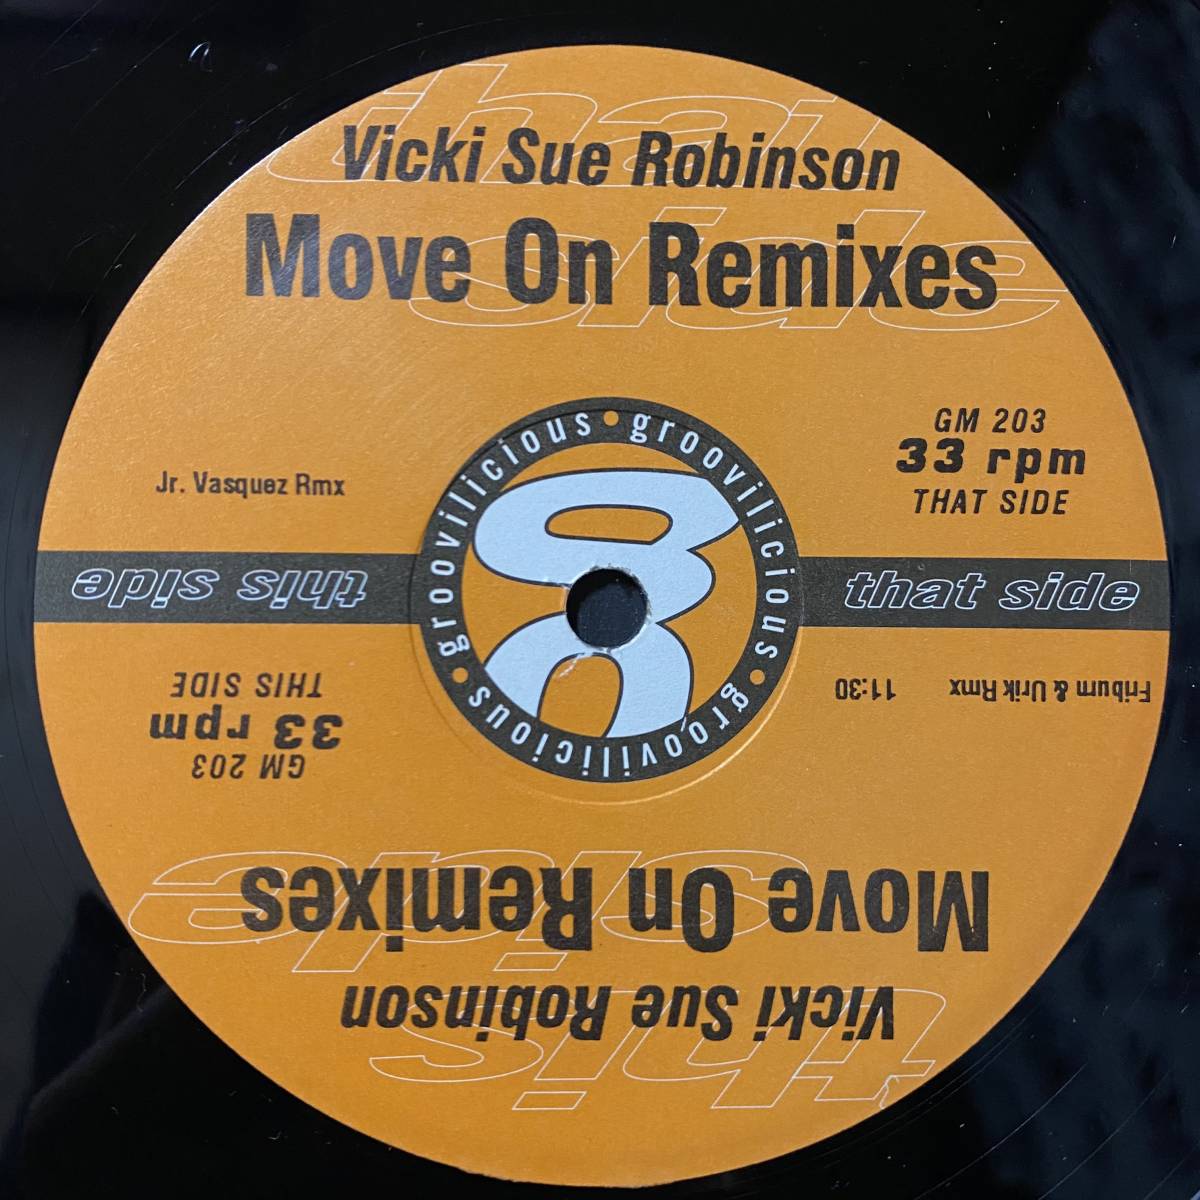 that
side
Vicki Sue Robinson
Move On Remixes
GM 203
33 rpm
THAT SIDE
Jr. Vasquez Rmx
groovilicious • groovilicious • groovilicious • groovilicious •
that side
this side
Friburn & Urik Rmx 11:30
THIS SIDE
33 rpm
GM 203
this
side
Vicki Sue Robinson
Move On Remixes